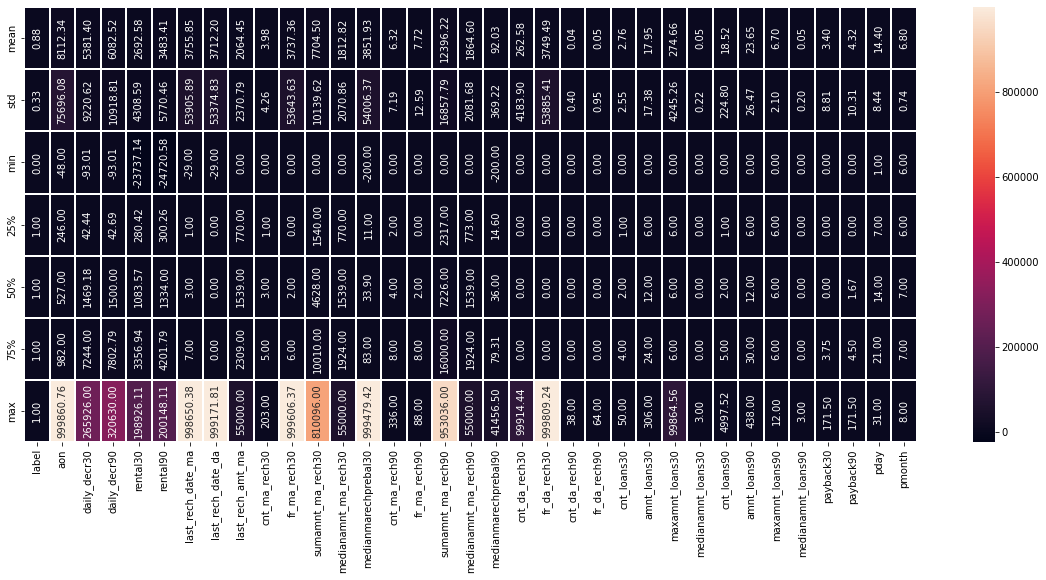 mean 0.88 8112.34 5381.40 6082.52 2692.58 3483.41 3755.85 3712.20 2064.45 3.98 3737.36 7704.50 1812.82 3851.93 6.32 7.72 12396.22 1864.60 92.03 262.58 3749.49 0.04 0.05 2.76 17.95 274.66 0.05 18.52 23.65 6.70 0.05 3.40 4.32 14.40 6.80
std 0.33 75696.08 9220.62 10918.81 4308.59 5770.46 53905.89 53374.83 2370.79 4.26 53643.63 10139.62 2070.86 54006.37 7.19 12.59 16857.79 2081.68 369.22 4183.90 53885.41 0.40 0.95 2.55 17.38 4245.26 0.22 224.80 26.47 2.10 0.20 8.81 10.31 8.44 0.74
min 0.00 -48.00 -93.01 -93.01 -23737.14 -24720.58 -29.00 -29.00 0.00 0.00 0.00 0.00 0.00 -200.00 0.00 0.00 0.00 0.00 -200.00 0.00 0.00 0.00 0.00 0.00 0.00 0.00 0.00 0.00 0.00 0.00 0.00 0.00 0.00 1.00 6.00
25% 1.00 246.00 42.44 42.69 280.42 300.26 1.00 0.00 770.00 1.00 0.00 1540.00 770.00 11.00 2.00 0.00 2317.00 773.00 14.60 0.00 0.00 0.00 0.00 1.00 6.00 6.00 0.00 1.00 6.00 6.00 0.00 0.00 0.00 7.00 6.00
50% 1.00 527.00 1469.18 1500.00 1083.57 1334.00 3.00 0.00 1539.00 3.00 2.00 4628.00 1539.00 33.90 4.00 2.00 7226.00 1539.00 36.00 0.00 0.00 0.00 0.00 2.00 12.00 6.00 0.00 2.00 12.00 6.00 0.00 0.00 1.67 14.00 7.00
75% 1.00 982.00 7244.00 7802.79 3356.94 4201.79 7.00 0.00 2309.00 5.00 6.00 10010.00 1924.00 83.00 8.00 8.00 16000.00 1924.00 79.31 0.00 0.00 0.00 0.00 4.00 24.00 6.00 0.00 5.00 30.00 6.00 0.00 3.75 4.50 21.00 7.00
max 1.00 999860.76 265926.00 320630.00 198926.11 200148.11 998650.38 999171.81 55000.00 203.00 999606.37 810096.00 55000.00 999479.42 336.00 88.00 953036.00 55000.00 41456.50 99914.44 999809.24 38.00 64.00 50.00 306.00 99864.56 3.00 4997.52 438.00 12.00 3.00 171.50 171.50 31.00 8.00
label aon daily_decr30 daily_decr90 rental30 rental90 last_rech_date_ma last_rech_date_da last_rech_amt_ma cnt_ma_rech30 fr_ma_rech30 sumamnt_ma_rech30 medianamnt_ma_rech30 medianmarechprebal30 cnt_ma_rech90 fr_ma_rech90 sumamnt_ma_rech90 medianamnt_ma_rech90 medianmarechprebal90 cnt_da_rech30 fr_da_rech30 cnt_da_rech90 fr_da_rech90 cnt_loans30 amnt_loans30 maxamnt_loans30 medianamnt_loans30 cnt_loans90 amnt_loans90 maxamnt_loans90 medianamnt_loans90 payback30 payback90 pday pmonth
800000
600000
400000
200000
0